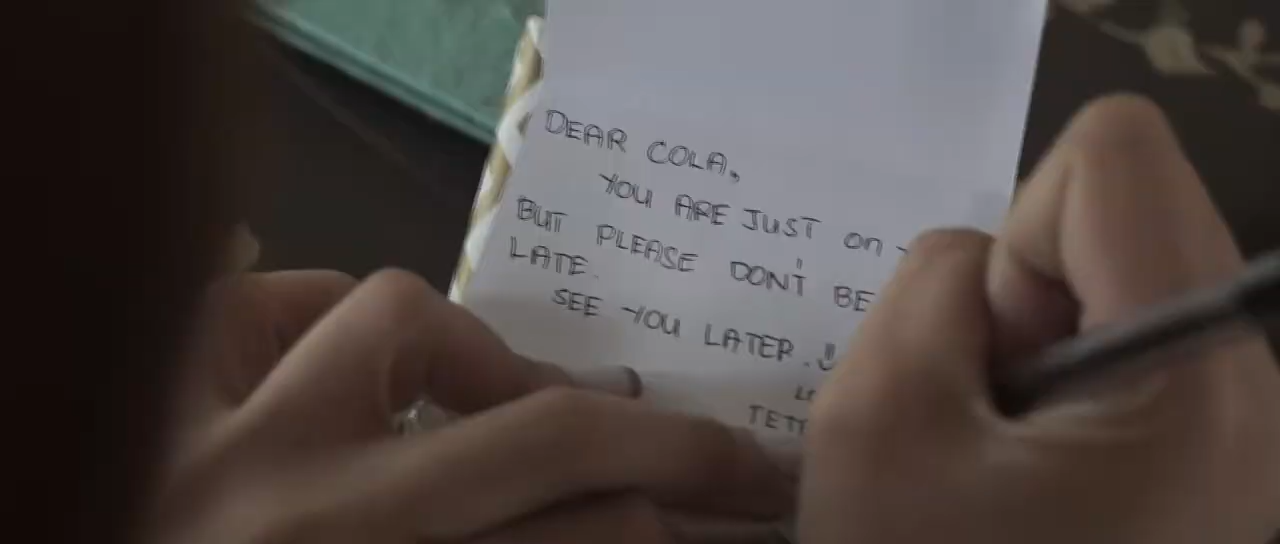 DEAR COLA,
YOU ARE JUST On
BUT PLEASE DON'T BE
LATE.
SEE YOU LATER.